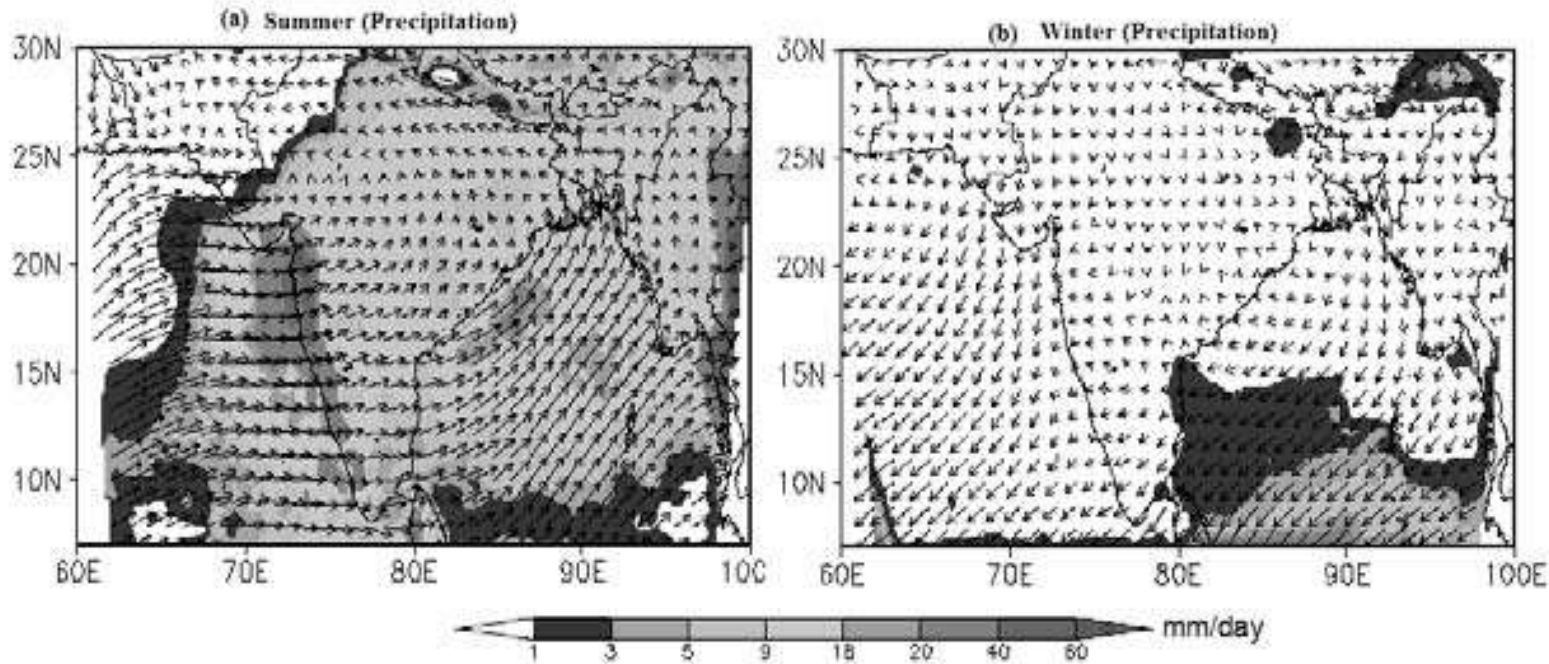 (a) Summer (Precipitation)
(b) Winter (Precipitation)
30N
25N
20N
15N
10N
60E 70E 80E 90E 100
30N
25N
20N
15N
10N
60E 70E 80E 90E 100E
1 3 5 9 18 20 40 60 mm/day